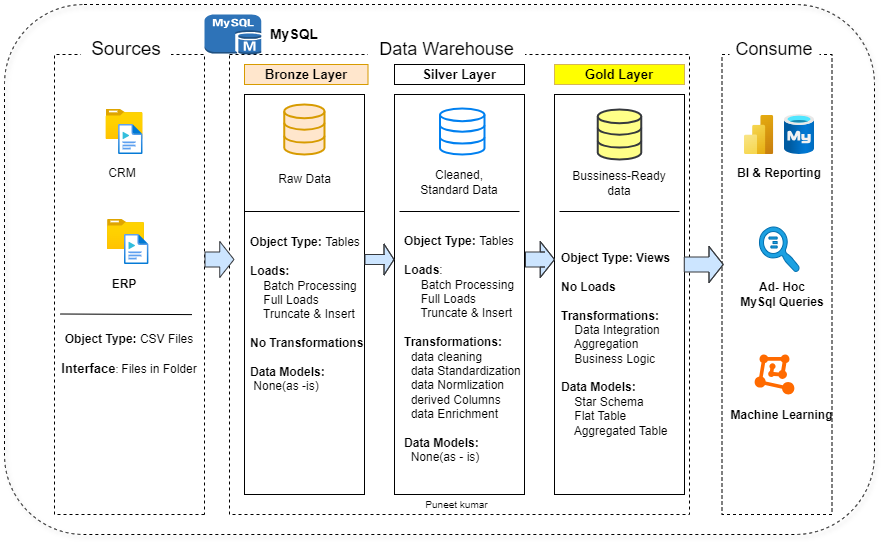 Sources
CRM
ERP
Object Type: CSV Files
Interface: Files in Folder
MySQL
M
MySQL
Data Warehouse
Bronze Layer
Raw Data
Object Type: Tables
Loads:
Batch Processing
Full Loads
Truncate & Insert
No Transformations
Data Models:
None(as -is)
Silver Layer
Cleaned,
Standard Data
Object Type: Tables
Loads:
Batch Processing
Full Loads
Truncate & Insert
Transformations:
data cleaning
data Standardization
data Normlization
derived Columns
data Enrichment
Data Models:
None(as - is)
Gold Layer
Bussiness-Ready
data
Object Type: Views
No Loads
Transformations:
Data Integration
Aggregation
Business Logic
Data Models:
Star Schema
Flat Table
Aggregated Table
Puneet kumar
Consume
My
BI & Reporting
Ad- Hoc
MySql Queries
Machine Learning